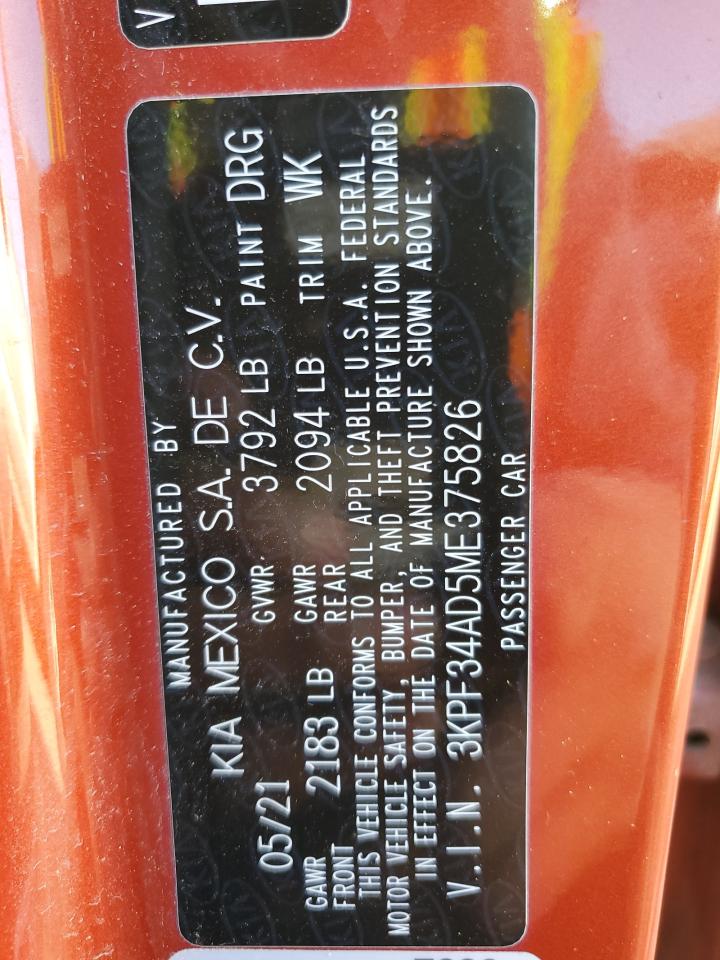 V
MANUFACTURED BY
KIA MEXICO S.A. DE C.V.
05/21 GVWR 3792 LB PAINT DRG
GAWR FRONT 2183 LB GAWR REAR 2094 LB TRIM WK
THIS VEHICLE CONFORMS TO ALL APPLICABLE U.S.A. FEDERAL
MOTOR VEHICLE SAFETY, BUMPER, AND THEFT PREVENTION STANDARDS
IN EFFECT ON THE DATE OF MANUFACTURE SHOWN ABOVE.
V.I.N. 3KPF34AD5ME375826
PASSENGER CAR